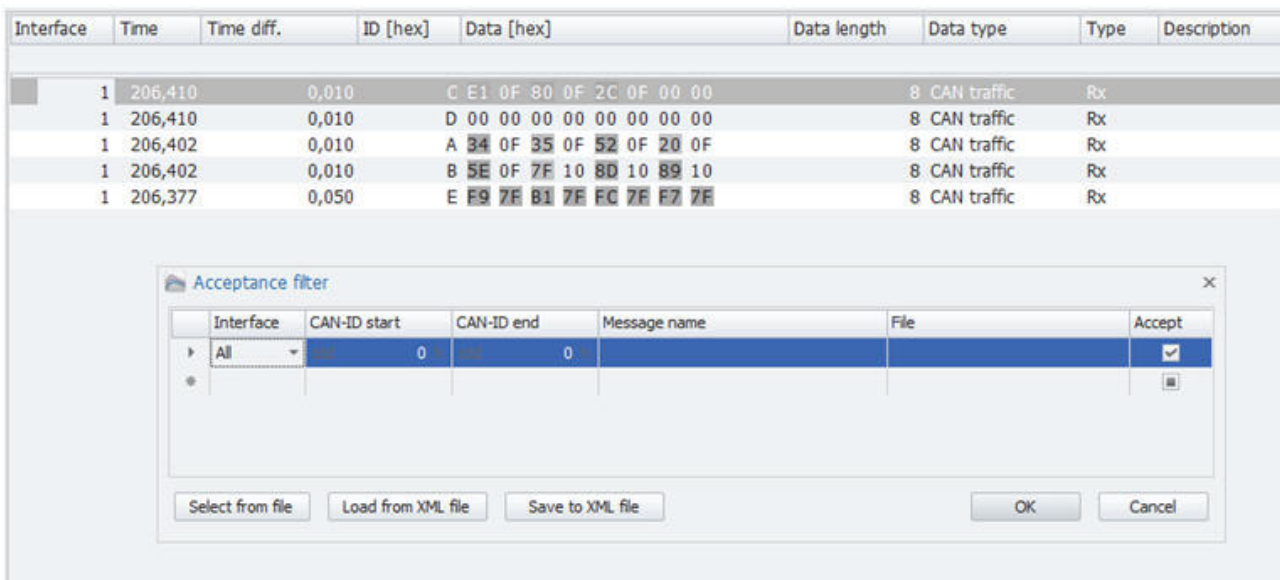 Interface Time Time diff. ID [hex] Data [hex] Data length Data type Type Description
1 206,410 0,010 C E1 0F 80 0F 2C 0F 00 00 8 CAN traffic Rx
1 206,410 0,010 D 00 00 00 00 00 00 00 00 8 CAN traffic Rx
1 206,402 0,010 A 34 0F 35 0F 52 0F 20 0F 8 CAN traffic Rx
1 206,402 0,010 B 5E 0F 7F 10 8D 10 89 10 8 CAN traffic Rx
1 206,377 0,050 E F9 7F B1 7F FC 7F F7 7F 8 CAN traffic Rx
Acceptance filter
Interface CAN-ID start CAN-ID end Message name File Accept
All 0 0
Select from file Load from XML file Save to XML file OK Cancel